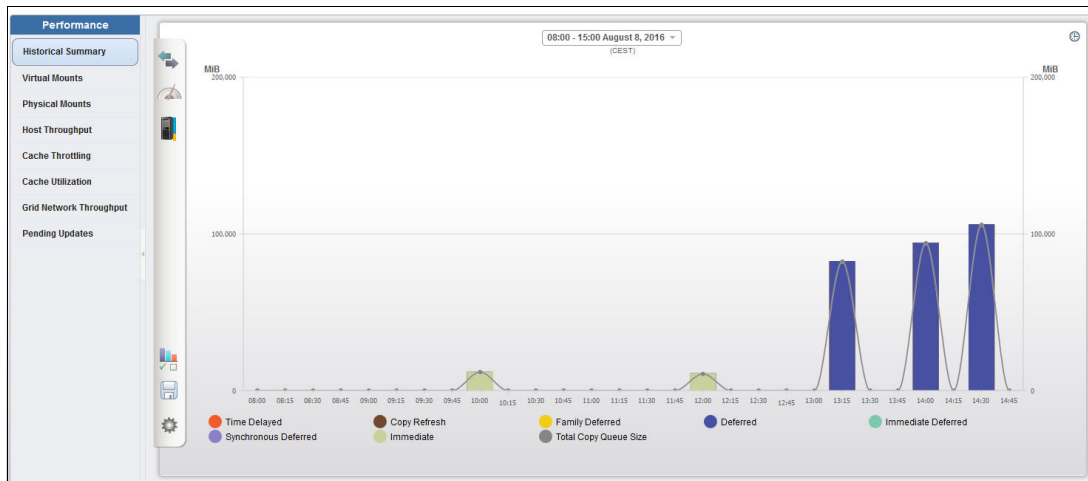 Performance
Historical Summary
Virtual Mounts
Physical Mounts
Host Throughput
Cache Throttling
Cache Utilization
Grid Network Throughput
Pending Updates
08:00 - 15:00 August 8, 2016
(CEST)
MiB MiB
200,000 200,000
100,000 100,000
0 0
08:00 08:15 08:30 08:45 09:00 09:15 09:30 09:45 10:00 10:15 10:30 10:45 11:00 11:15 11:30 11:45 12:00 12:15 12:30 12:45 13:00 13:15 13:30 13:45 14:00 14:15 14:30 14:45
Time Delayed Copy Refresh Family Deferred Deferred Immediate Deferred
Synchronous Deferred Immediate Total Copy Queue Size